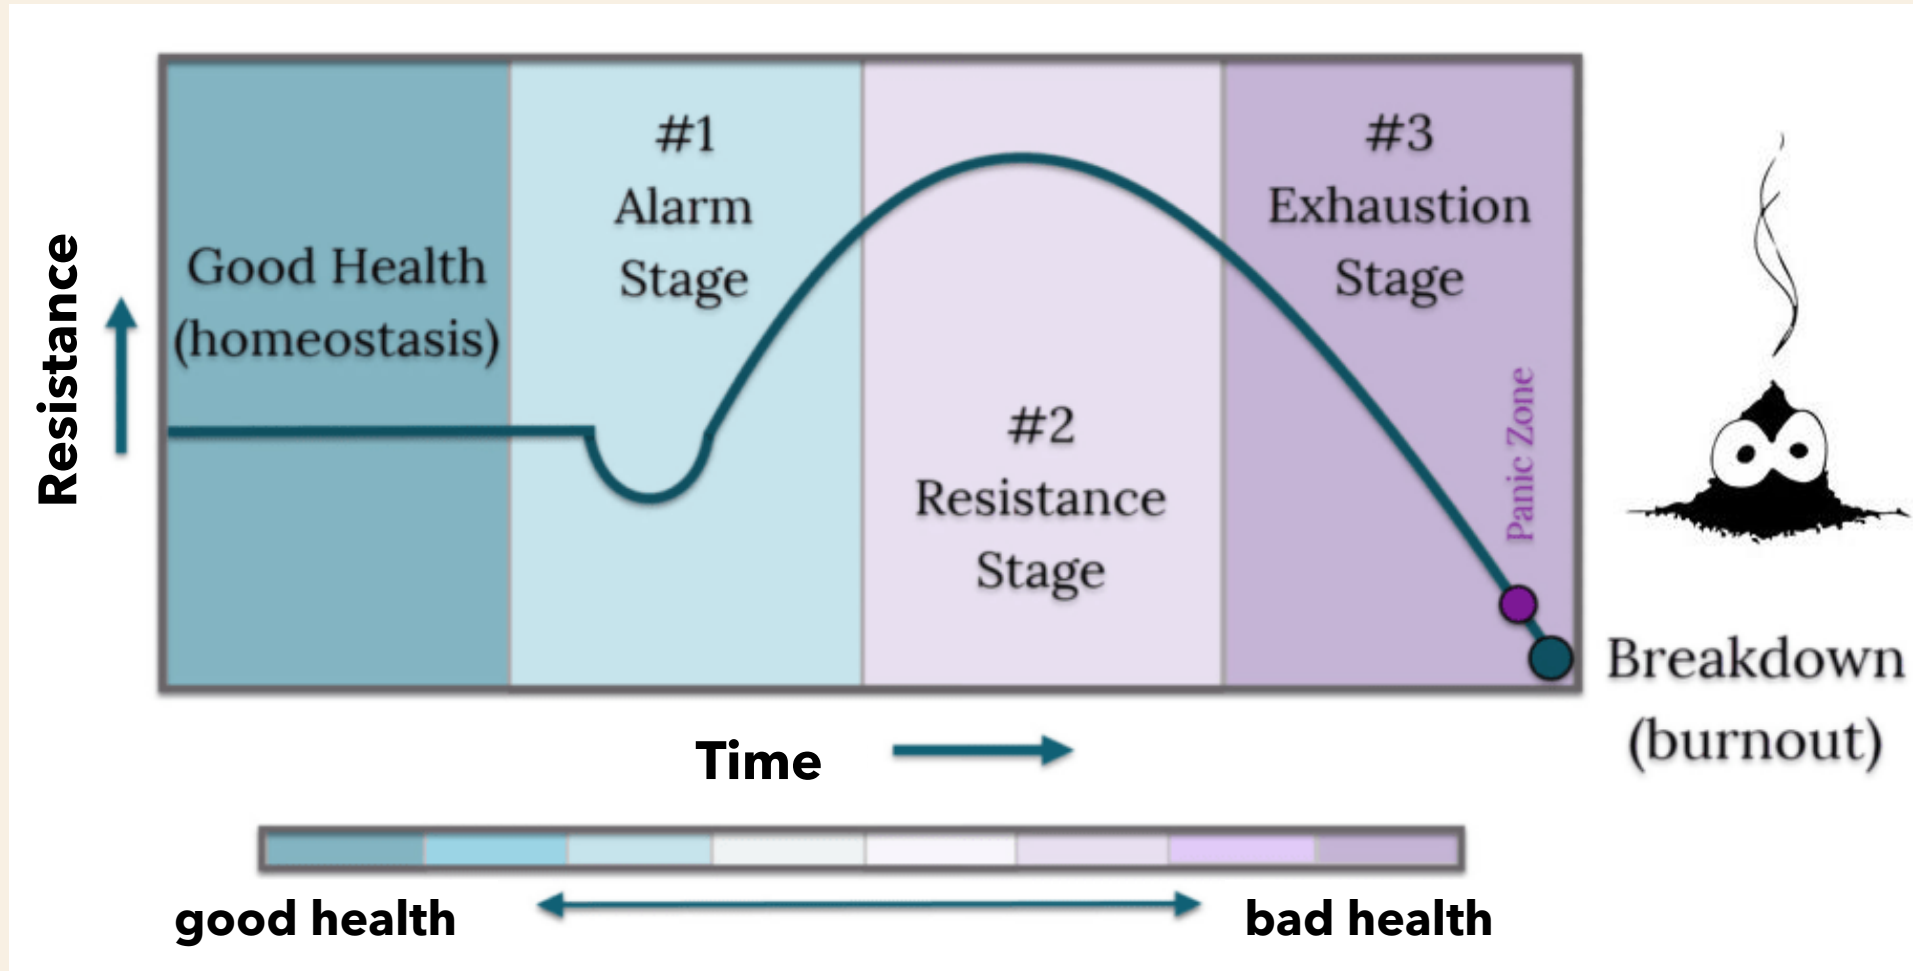 #1
Alarm
Stage
#3
Exhaustion
Stage
Good Health
(homeostasis)
Resistance
#2
Resistance
Stage
Panic Zone
Breakdown
(burnout)
Time
good health
bad health